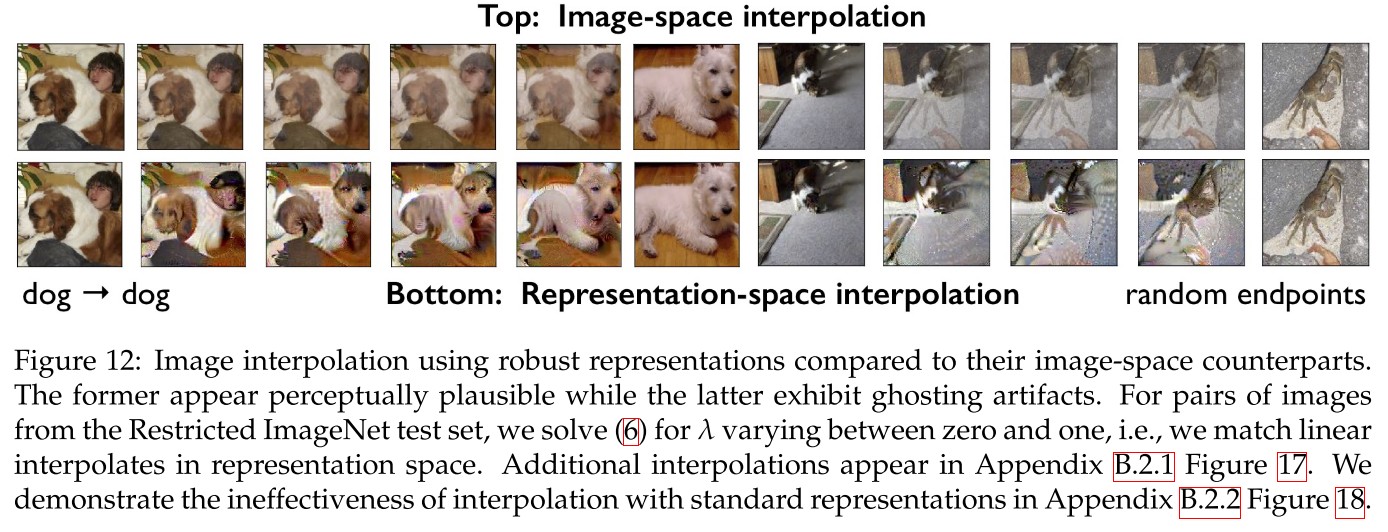 Top: Image-space interpolation
dog → dog
Bottom: Representation-space interpolation
random endpoints
Figure 12: Image interpolation using robust representations compared to their image-space counterparts.
The former appear perceptually plausible while the latter exhibit ghosting artifacts. For pairs of images
from the Restricted ImageNet test set, we solve (6) for λ varying between zero and one, i.e., we match linear
interpolates in representation space. Additional interpolations appear in Appendix B.2.1 Figure 17. We
demonstrate the ineffectiveness of interpolation with standard representations in Appendix B.2.2 Figure 18.